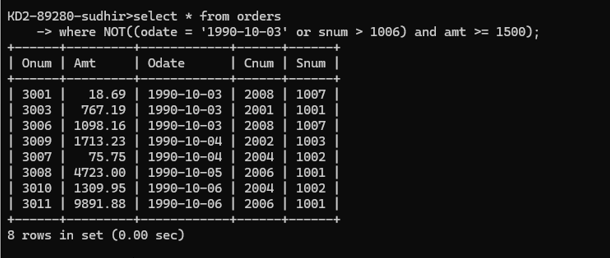 KD2-89280-sudhir>select * from orders
    -> where NOT((odate = '1990-10-03' or snum > 1006) and amt >= 1500);
+------+---------+------------+------+------+
| Onum | Amt     | Odate      | Cnum | Snum |
+------+---------+------------+------+------+
| 3001 |   18.69 | 1990-10-03 | 2008 | 1007 |
| 3003 |  767.19 | 1990-10-03 | 2001 | 1001 |
| 3006 | 1098.16 | 1990-10-03 | 2008 | 1007 |
| 3009 | 1713.23 | 1990-10-04 | 2002 | 1003 |
| 3007 |   75.75 | 1990-10-04 | 2004 | 1002 |
| 3008 | 4723.00 | 1990-10-05 | 2006 | 1001 |
| 3010 | 1309.95 | 1990-10-06 | 2004 | 1002 |
| 3011 | 9891.88 | 1990-10-06 | 2006 | 1001 |
+------+---------+------------+------+------+
8 rows in set (0.00 sec)